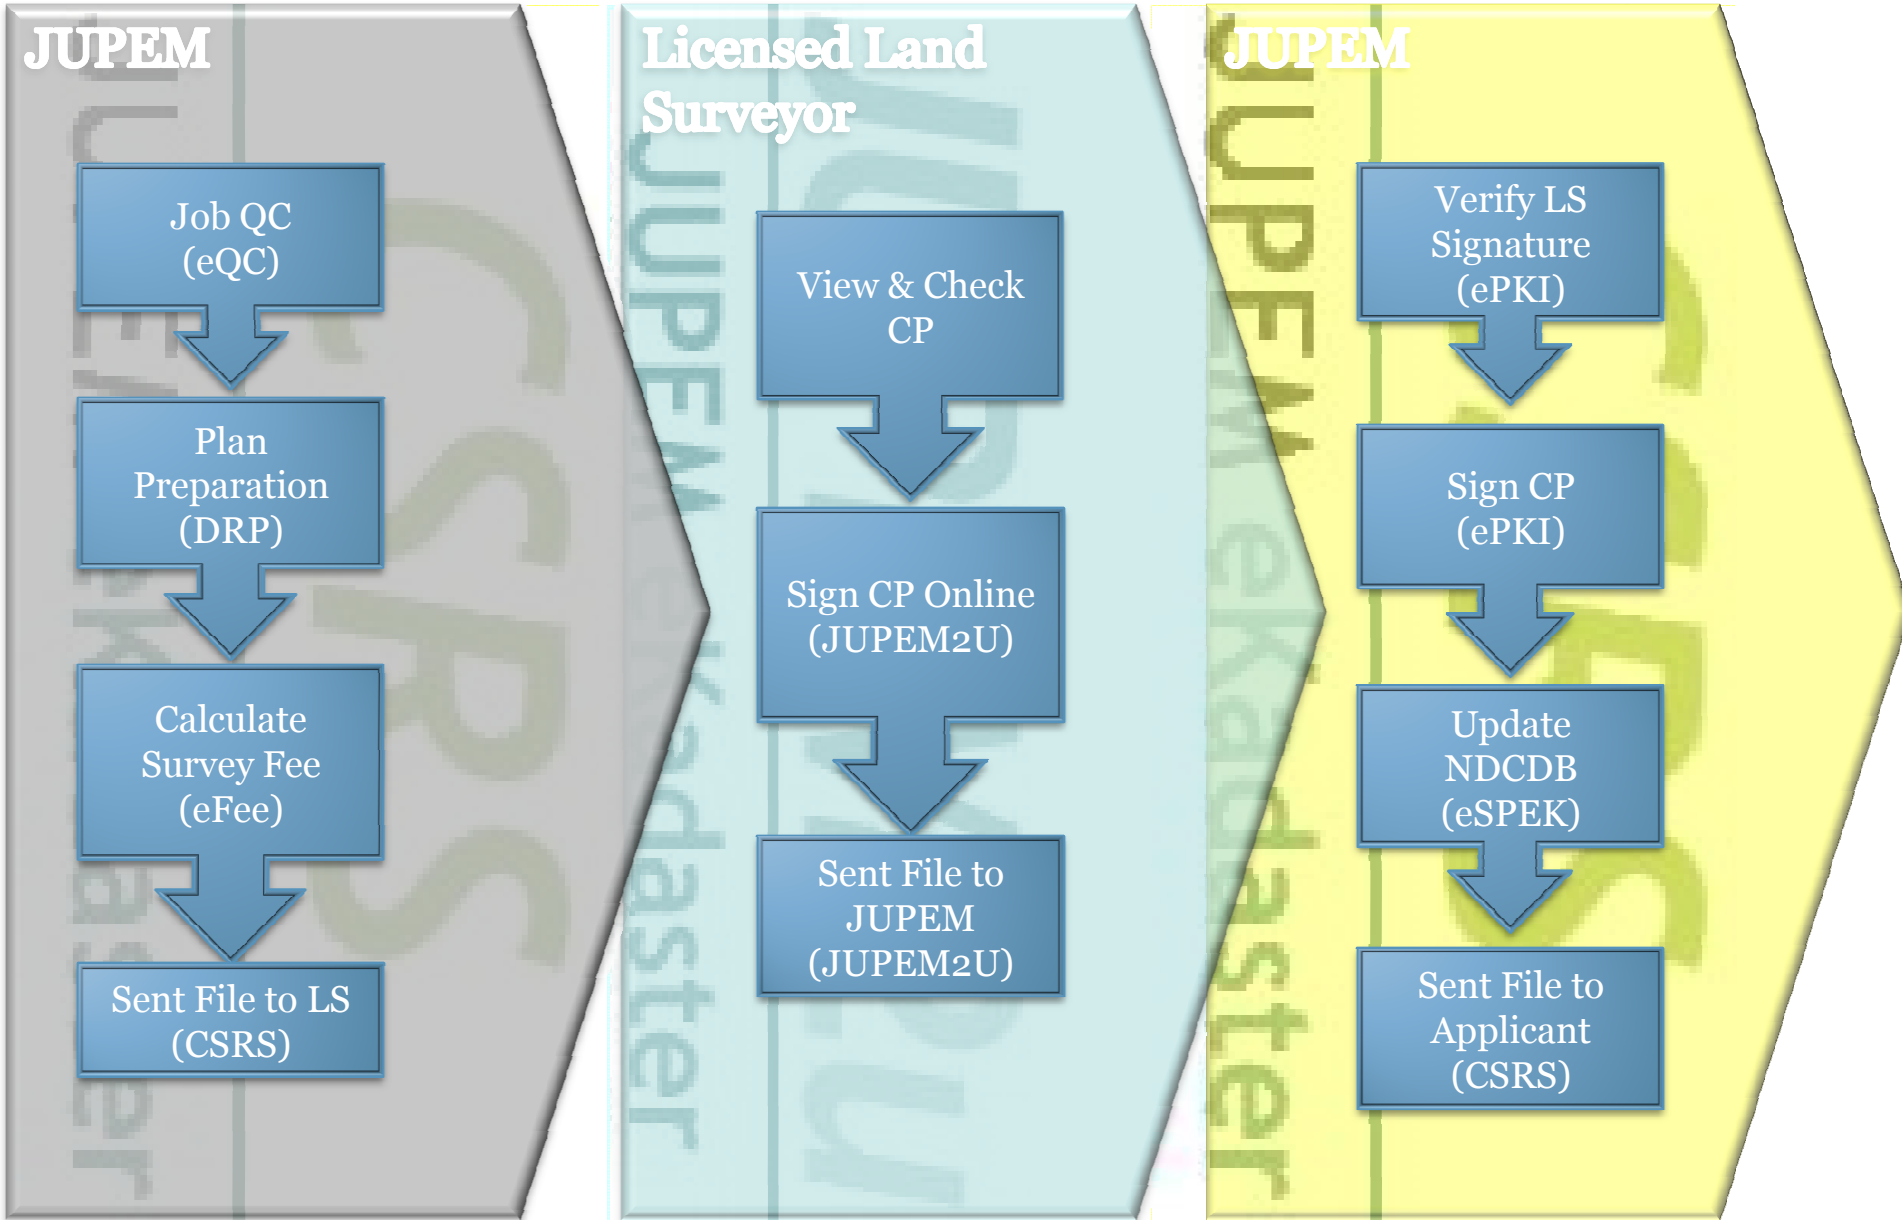 JUPEM
Job QC
(eQC)
Plan
Preparation
(DRP)
Calculate
Survey Fee
(eFee)
Sent File to LS
(CSRS)
Licensed Land
Surveyor
View & Check
CP
Sign CP Online
(JUPEM2U)
Sent File to
JUPEM
(JUPEM2U)
JUPEM
Verify LS
Signature
(ePKI)
Sign CP
(ePKI)
Update
NDCDB
(eSPEK)
Sent File to
Applicant
(CSRS)